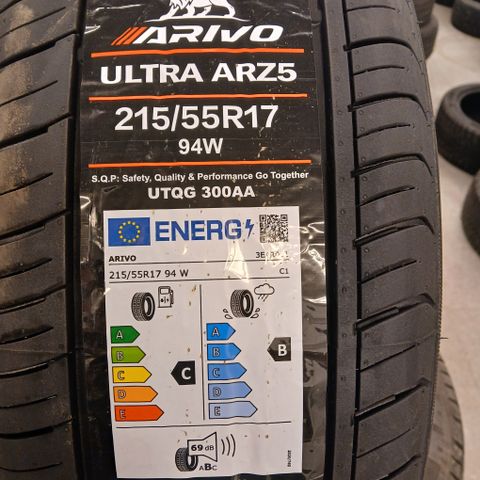 ARIVO
ULTRA ARZ5
215/55R17
94W
S.Q.P: Safety, Quality & Performance Go Together
UTQG 300AA
ENERG
ARIVO
215/55R17 94 W
C1
A
B
C
D
E
C
A
B
C
D
E
B
69 dB
ABC